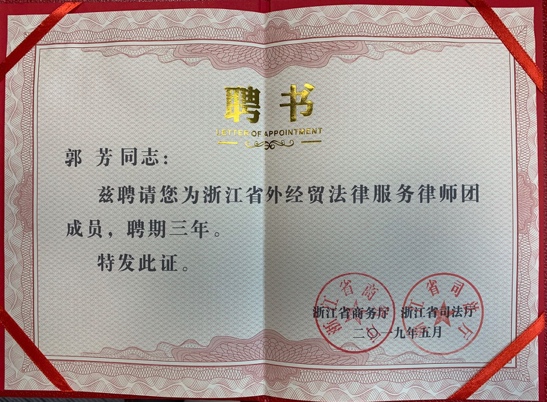 聘书
LETTER OF APPOINTMENT
郭 芳同志：
兹聘请您为浙江省外经贸法律服务律师团
成员，聘期三年。
特发此证。
浙江省商务厅 浙江省司法厅
二〇一九年五月